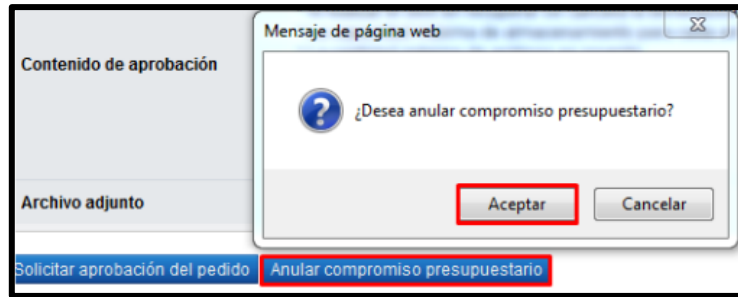 Mensaje de página web
Contenido de aprobación
¿Desea anular compromiso presupuestario?
Archivo adjunto
Aceptar
Cancelar
Solicitar aprobación del pedido
Anular compromiso presupuestario